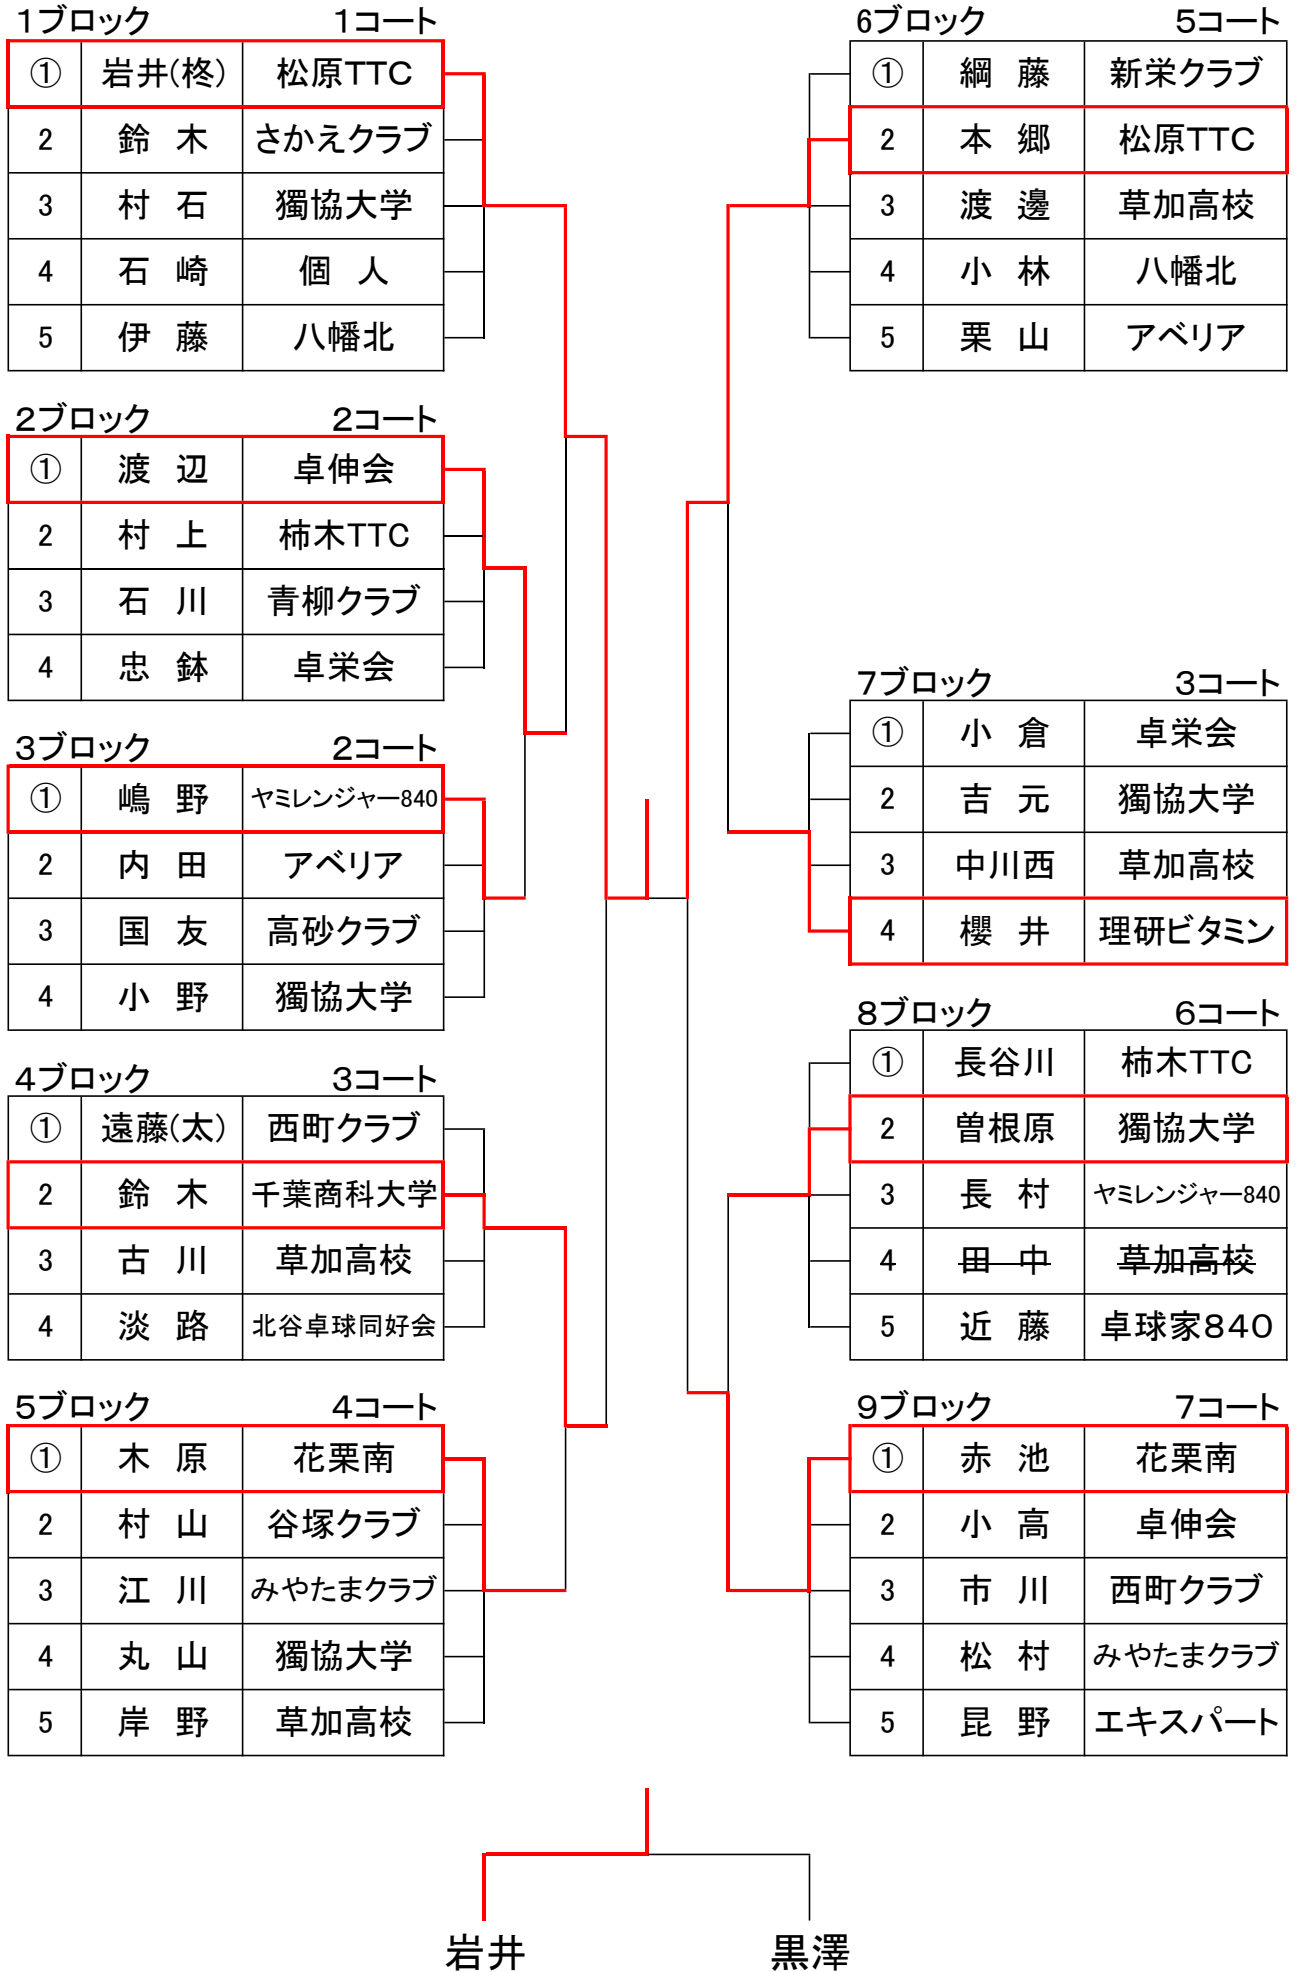 1ブロック 1コート
① 岩井(柊) 松原TTC
2 鈴 木 さかえクラブ
3 村 石 獨協大学
4 石 崎 個 人
5 伊 藤 八幡北
2ブロック 2コート
① 渡 辺 卓伸会
2 村 上 柿木TTC
3 石 川 青柳クラブ
4 忠 鉢 卓栄会
3ブロック 2コート
① 嶋 野 ヤミレンジャー840
2 内 田 アベリア
3 国 友 高砂クラブ
4 小 野 獨協大学
4ブロック 3コート
① 遠藤(太) 西町クラブ
2 鈴 木 千葉商科大学
3 古 川 草加高校
4 淡 路 北谷卓球同好会
5ブロック 4コート
① 木 原 花栗南
2 村 山 谷塚クラブ
3 江 川 みやたまクラブ
4 丸 山 獨協大学
5 岸 野 草加高校
6ブロック 5コート
① 綱 藤 新栄クラブ
2 本 郷 松原TTC
3 渡 邊 草加高校
4 小 林 八幡北
5 栗 山 アベリア
7ブロック 3コート
① 小 倉 卓栄会
2 吉 元 獨協大学
3 中川西 草加高校
4 櫻 井 理研ビタミン
8ブロック 6コート
① 長谷川 柿木TTC
2 曽根原 獨協大学
3 長 村 ヤミレンジャー840
4 田 中 草加高校
5 近 藤 卓球家840
9ブロック 7コート
① 赤 池 花栗南
2 小 高 卓伸会
3 市 川 西町クラブ
4 松 村 みやたまクラブ
5 昆 野 エキスパート
岩井 黒澤